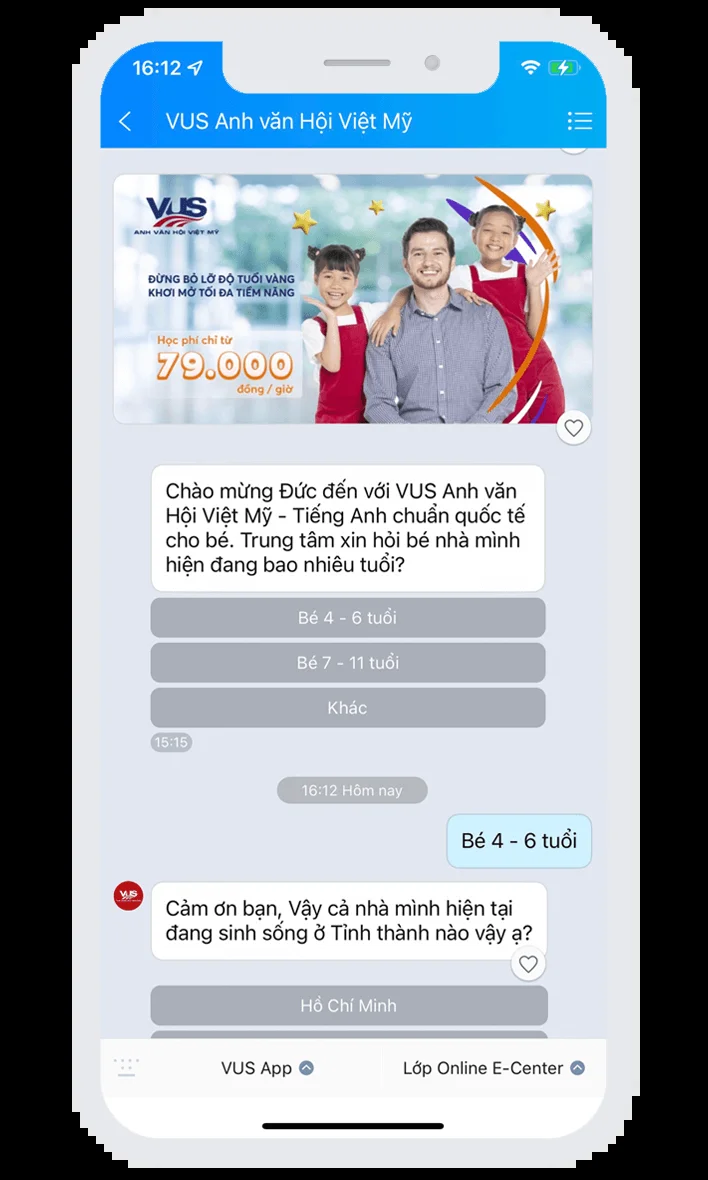 16:12
VUS Anh văn Hội Việt Mỹ
VUS
ANH VĂN HỘI VIỆT MỸ
ĐỪNG BỎ LỠ ĐỘ TUỔI VÀNG
KHƠI MỞ TỐI ĐA TIỀM NĂNG
Học phí chỉ từ
79.000
đồng / giờ
Chào mừng Đức đến với VUS Anh văn
Hội Việt Mỹ - Tiếng Anh chuẩn quốc tế
cho bé. Trung tâm xin hỏi bé nhà mình
hiện đang bao nhiêu tuổi?
Bé 4 - 6 tuổi
Bé 7 - 11 tuổi
Khác
15:15
16:12 Hôm nay
Bé 4 - 6 tuổi
VUS
Cảm ơn bạn, Vậy cả nhà mình hiện tại
đang sinh sống ở Tỉnh thành nào vậy ạ?
Hồ Chí Minh
VUS App
Lớp Online E-Center